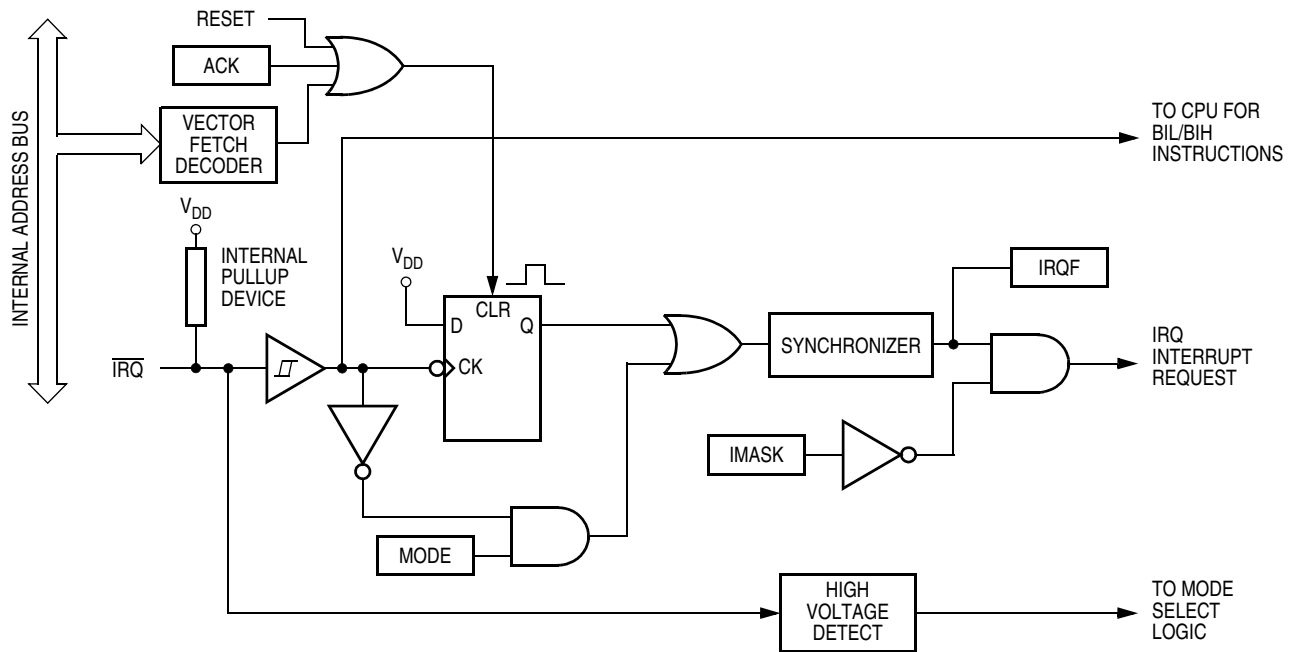 RESET
ACK
VECTOR
FETCH
DECODER
INTERNAL ADDRESS BUS
TO CPU FOR
BIL/BIH
INSTRUCTIONS
VDD
INTERNAL
PULLUP
DEVICE
VDD
CLR
D
Q
CK
IRQ
SYNCHRONIZER
IRQF
IRQ
INTERRUPT
REQUEST
IMASK
MODE
HIGH
VOLTAGE
DETECT
TO MODE
SELECT
LOGIC